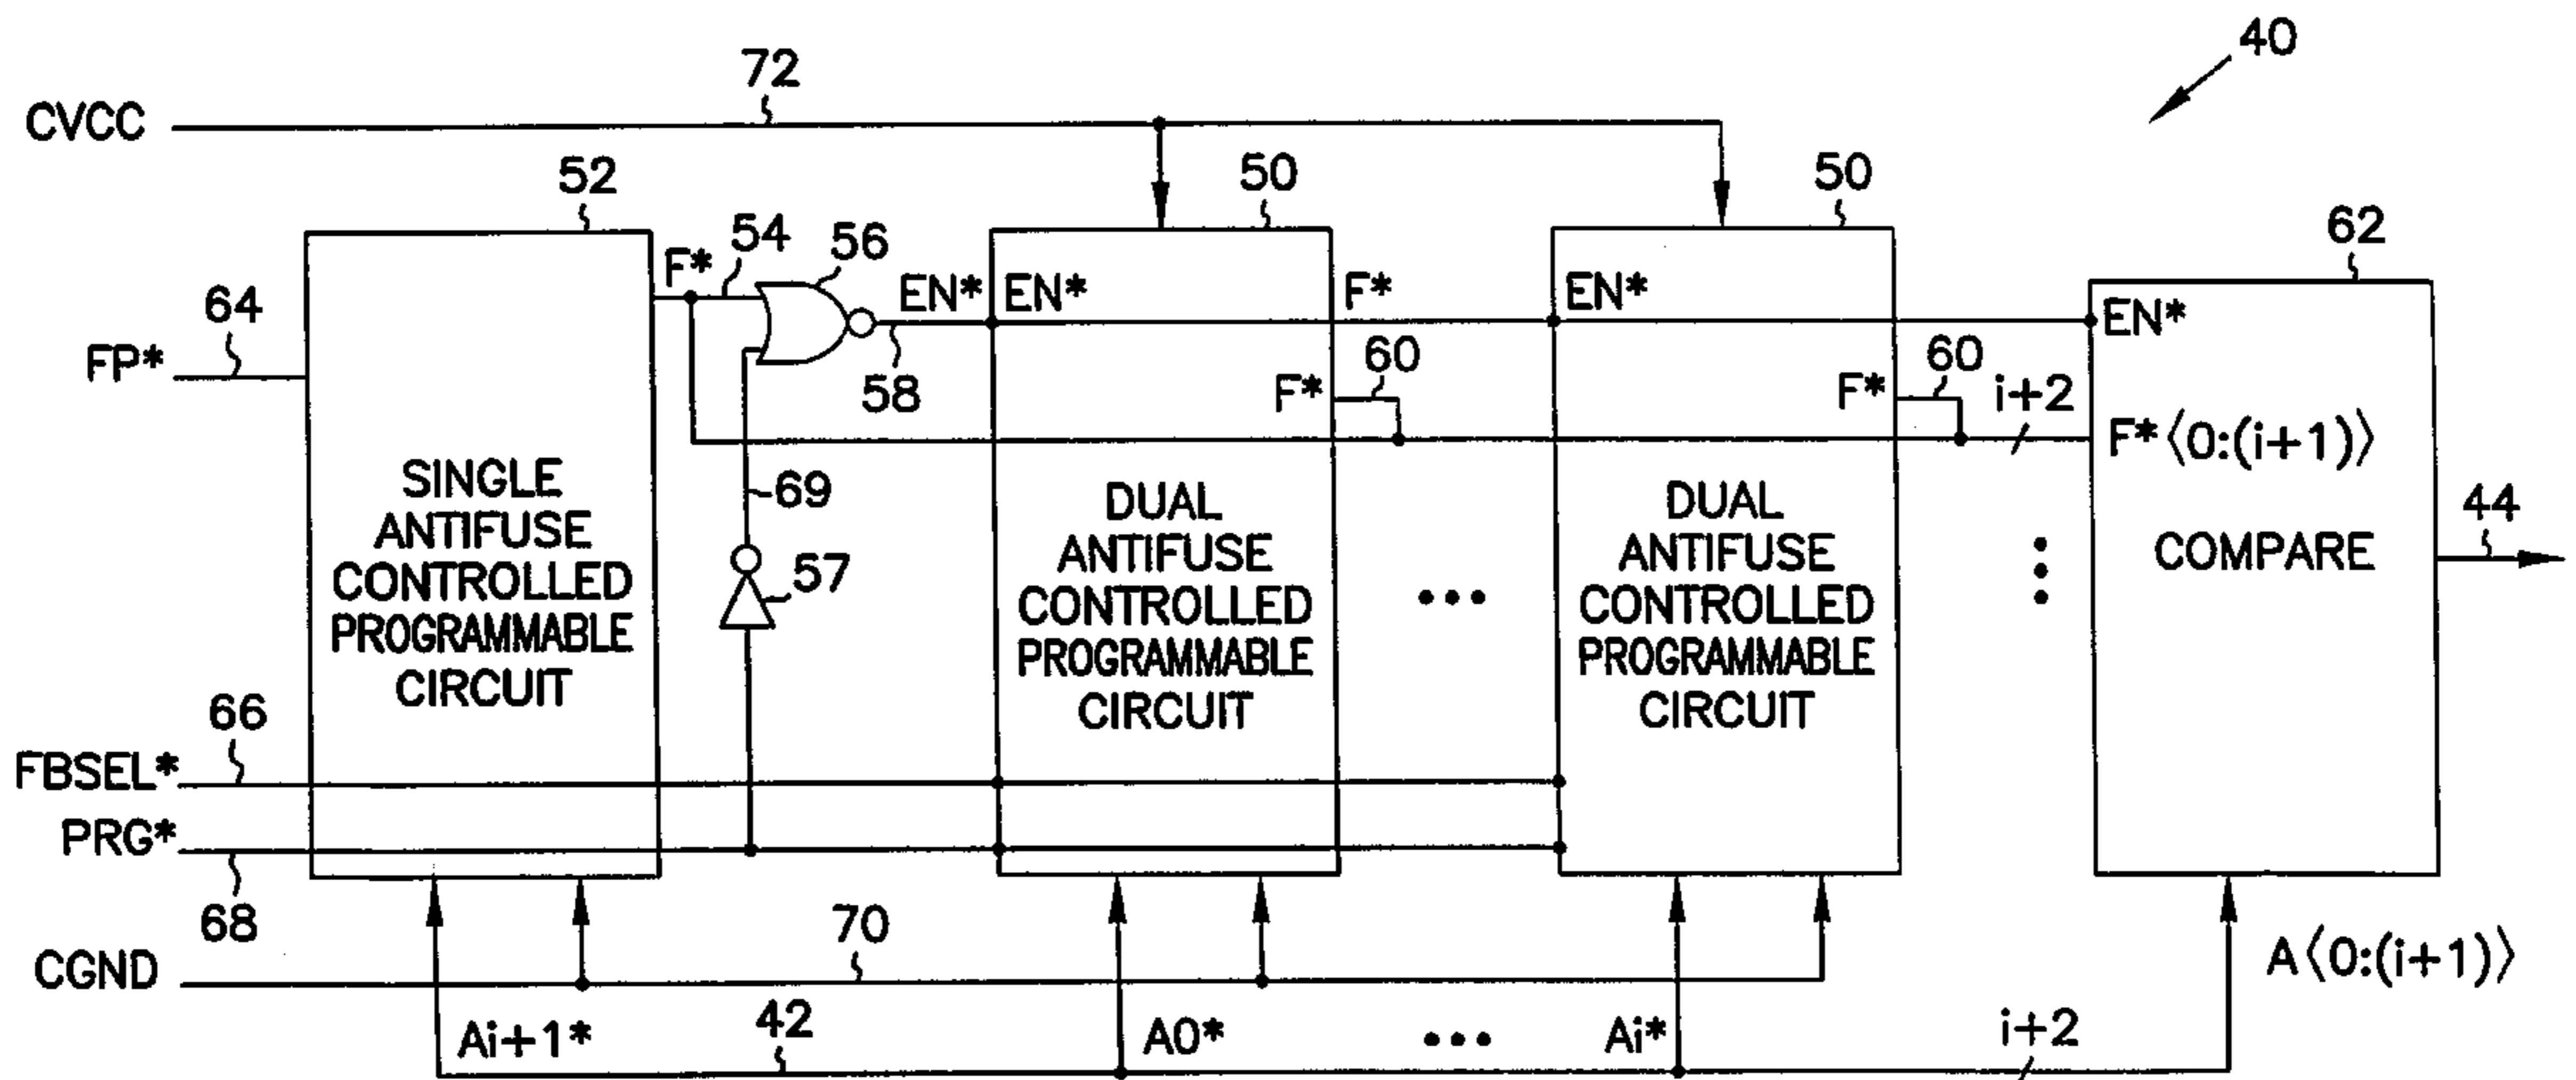 40
72
CVCC
52
50
50
62
F*
54
56
EN*
EN*
F*
EN*
EN*
64
FP*
58
F*
60
F*
60
i+2
F*⟨0:(i+1)⟩
SINGLE
ANTIFUSE
CONTROLLED
PROGRAMMABLE
CIRCUIT
69
57
DUAL
ANTIFUSE
CONTROLLED
PROGRAMMABLE
CIRCUIT
DUAL
ANTIFUSE
CONTROLLED
PROGRAMMABLE
CIRCUIT
COMPARE
44
66
FBSEL*
PRG*
68
CGND
70
A⟨0:(i+1)⟩
Ai+1*
42
A0*
Ai*
i+2